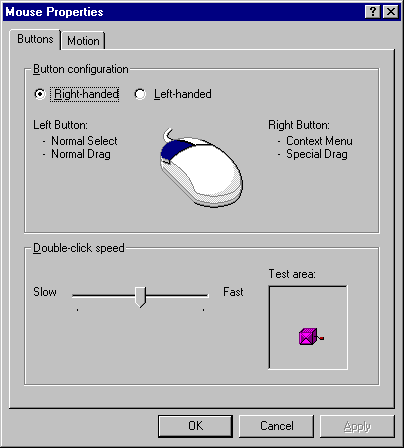 Mouse Properties
Buttons Motion
Button configuration
Right-handed Left-handed
Left Button: Right Button:
- Normal Select - Context Menu
- Normal Drag - Special Drag
Double-click speed
Test area:
Slow Fast
OK Cancel Apply